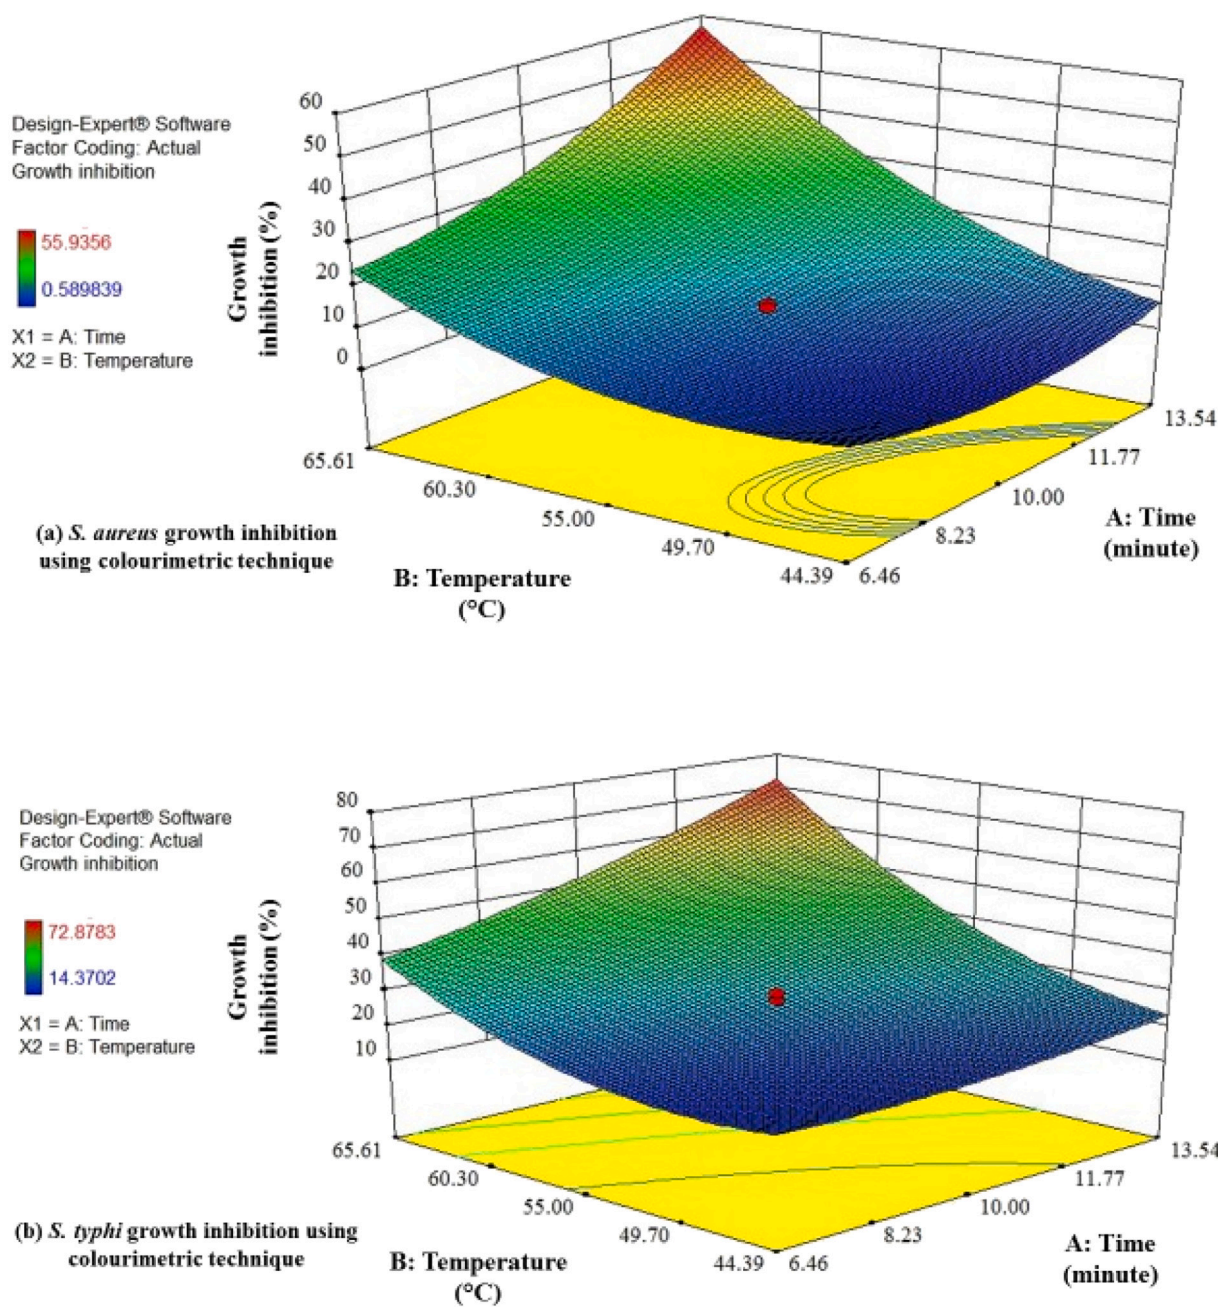 Design-Expert® Software
Factor Coding: Actual
Growth inhibition
55.9356
0.589839
X1 = A: Time
X2 = B: Temperature
Growth
inhibition (%)
60
50
40
30
20
10
0
65.61
60.30
55.00
49.70
44.39
6.46
8.23
10.00
11.77
13.54
B: Temperature
(°C)
A: Time
(minute)
(a) S. aureus growth inhibition
using colourimetric technique
Design-Expert® Software
Factor Coding: Actual
Growth inhibition
72.8783
14.3702
X1 = A: Time
X2 = B: Temperature
Growth
inhibition (%)
80
70
60
50
40
30
20
10
65.61
60.30
55.00
49.70
44.39
6.46
8.23
10.00
11.77
13.54
B: Temperature
(°C)
A: Time
(minute)
(b) S. typhi growth inhibition using
colourimetric technique